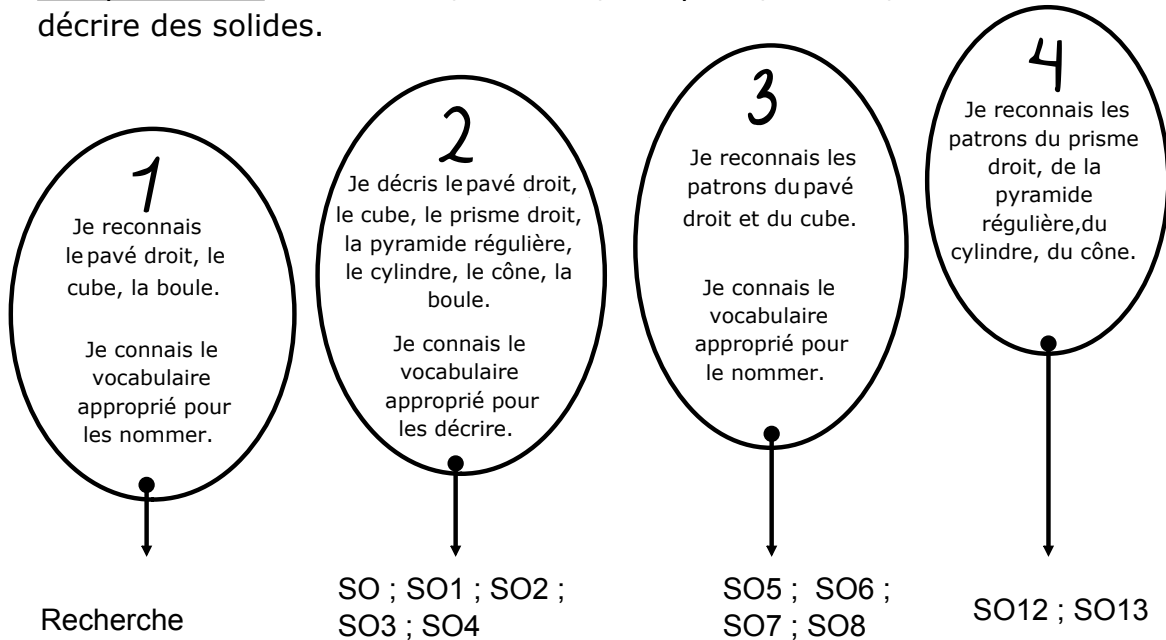 décrire des solides.
1
Je reconnais
le pavé droit, le
cube, la boule.
Je connais le
vocabulaire
approprié pour
les nommer.
Recherche
2
Je décris le pavé droit,
le cube, le prisme droit,
la pyramide régulière,
le cylindre, le cône, la
boule.
Je connais le
vocabulaire
approprié pour
les décrire.
SO ; SO1 ; SO2 ;
SO3 ; SO4
3
Je reconnais les
patrons du pavé
droit et du cube.
Je connais le
vocabulaire
approprié pour
le nommer.
SO5 ; SO6 ;
SO7 ; SO8
4
Je reconnais les
patrons du prisme
droit, de la
pyramide
régulière,du
cylindre, du cône.
SO12 ; SO13